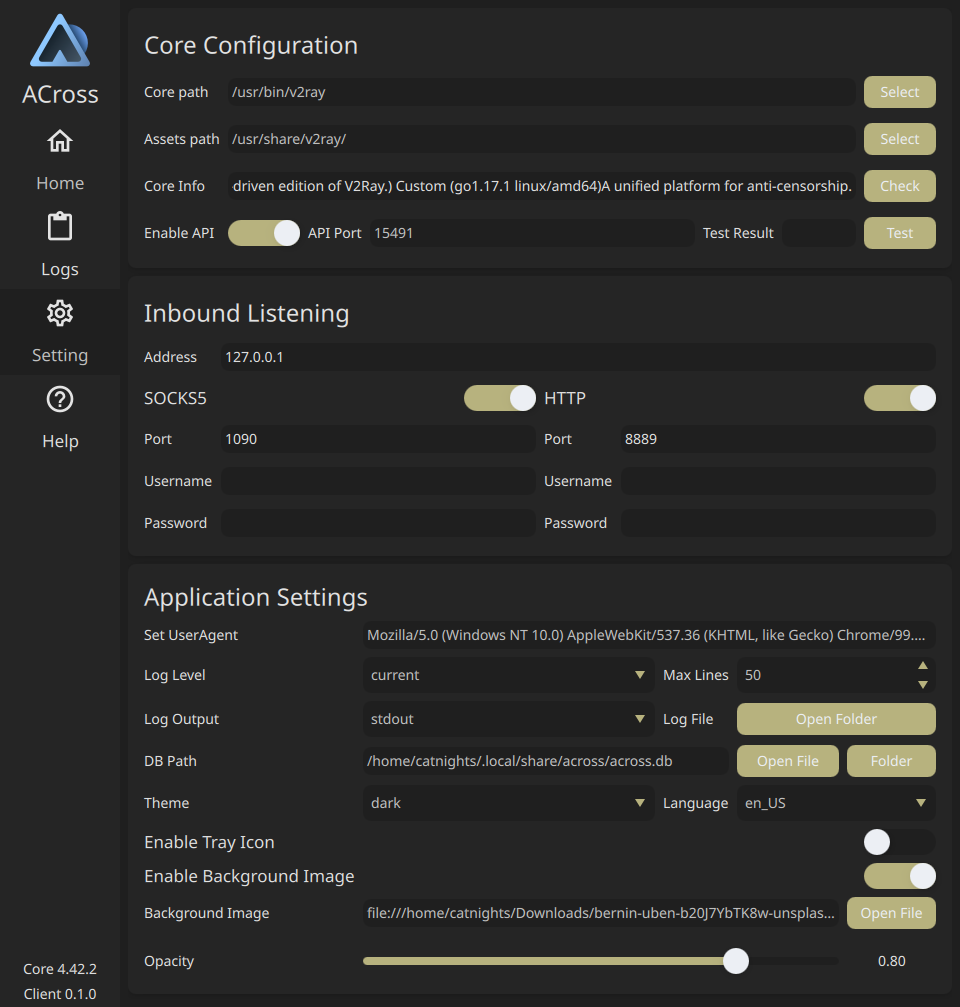 ACross
Home
Logs
Setting
Help
Core 4.42.2
Client 0.1.0
Core Configuration
Core path /usr/bin/v2ray Select
Assets path /usr/share/v2ray/ Select
Core Info driven edition of V2Ray.) Custom (go1.17.1 linux/amd64)A unified platform for anti-censorship. Check
Enable API API Port 15491 Test Result Test
Inbound Listening
Address 127.0.0.1
SOCKS5 HTTP
Port 1090 Port 8889
Username Username
Password Password
Application Settings
Set UserAgent Mozilla/5.0 (Windows NT 10.0) AppleWebKit/537.36 (KHTML, like Gecko) Chrome/99....
Log Level current Max Lines 50
Log Output stdout Log File Open Folder
DB Path /home/catnights/.local/share/across/across.db Open File Folder
Theme dark Language en_US
Enable Tray Icon
Enable Background Image
Background Image file:///home/catnights/Downloads/bernin-uben-b20J7YbTK8w-unsplas... Open File
Opacity 0.80